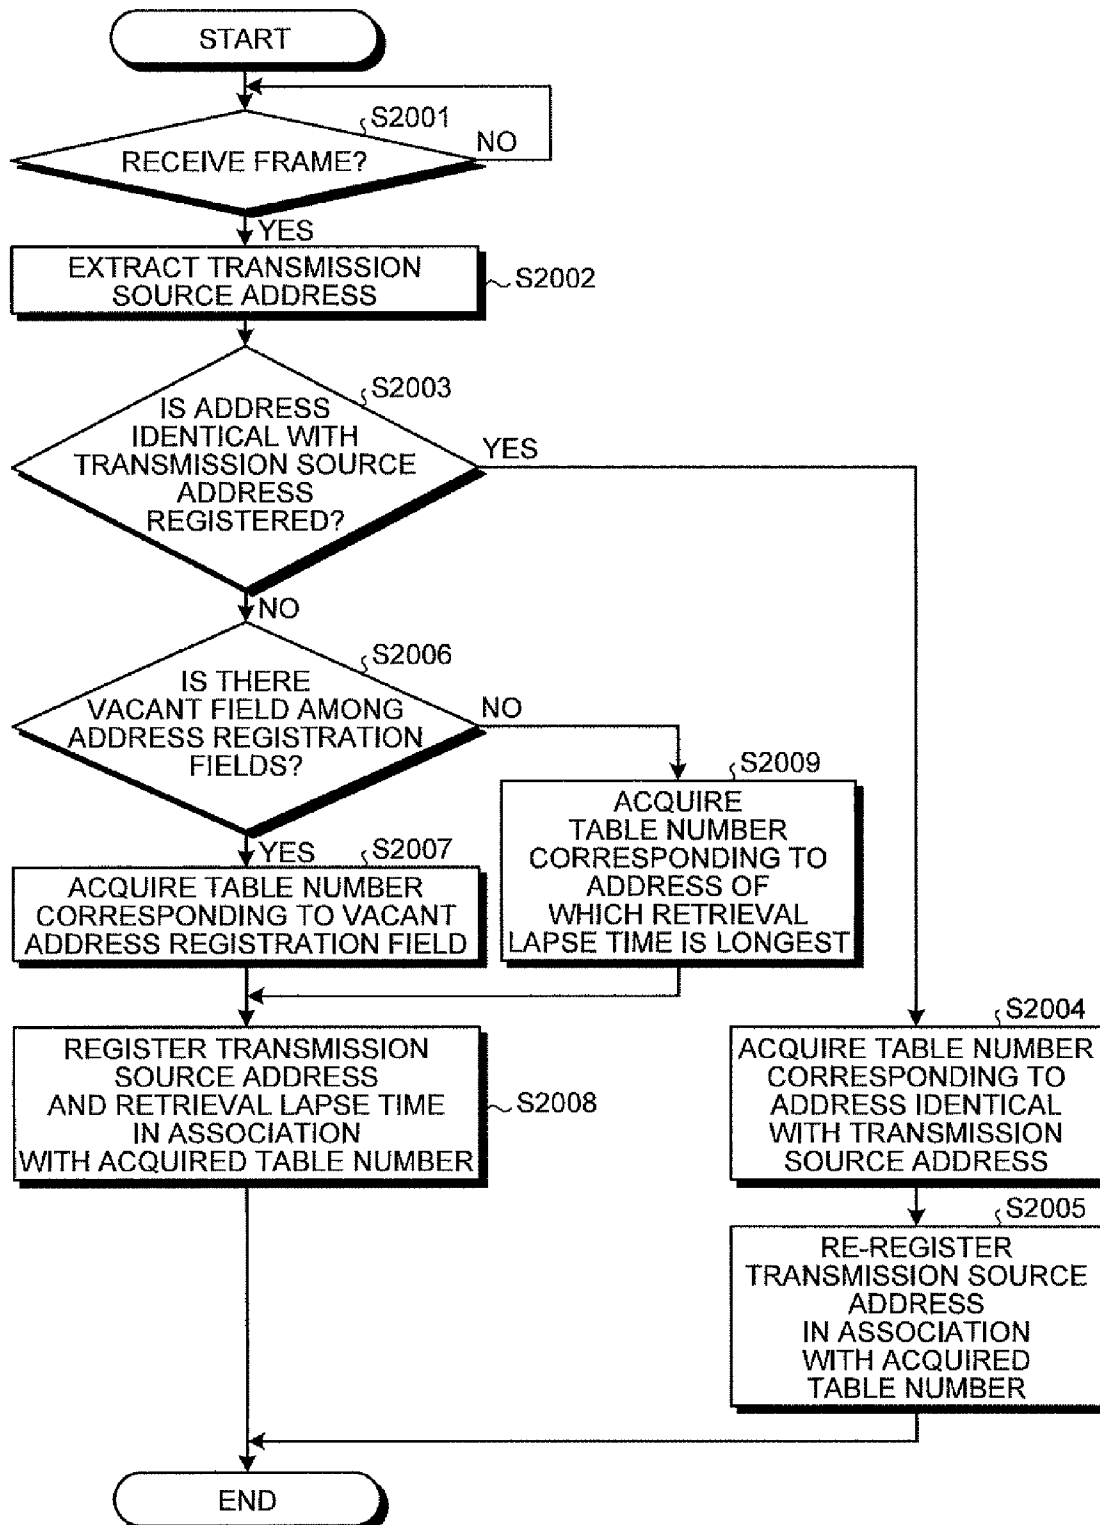 START
S2001
NO
RECEIVE FRAME?
YES
EXTRACT TRANSMISSION
SOURCE ADDRESS
S2002
S2003
IS ADDRESS
IDENTICAL WITH
TRANSMISSION SOURCE
ADDRESS
REGISTERED?
YES
NO
S2006
IS THERE
VACANT FIELD AMONG
ADDRESS REGISTRATION
FIELDS?
NO
S2009
ACQUIRE
TABLE NUMBER
CORRESPONDING TO
ADDRESS OF
WHICH RETRIEVAL
LAPSE TIME IS LONGEST
YES
S2007
ACQUIRE TABLE NUMBER
CORRESPONDING TO VACANT
ADDRESS REGISTRATION FIELD
REGISTER TRANSMISSION
SOURCE ADDRESS
AND RETRIEVAL LAPSE TIME
IN ASSOCIATION
WITH ACQUIRED TABLE NUMBER
S2008
S2004
ACQUIRE TABLE NUMBER
CORRESPONDING TO
ADDRESS IDENTICAL
WITH TRANSMISSION
SOURCE ADDRESS
S2005
RE-REGISTER
TRANSMISSION SOURCE
ADDRESS
IN ASSOCIATION
WITH ACQUIRED
TABLE NUMBER
END